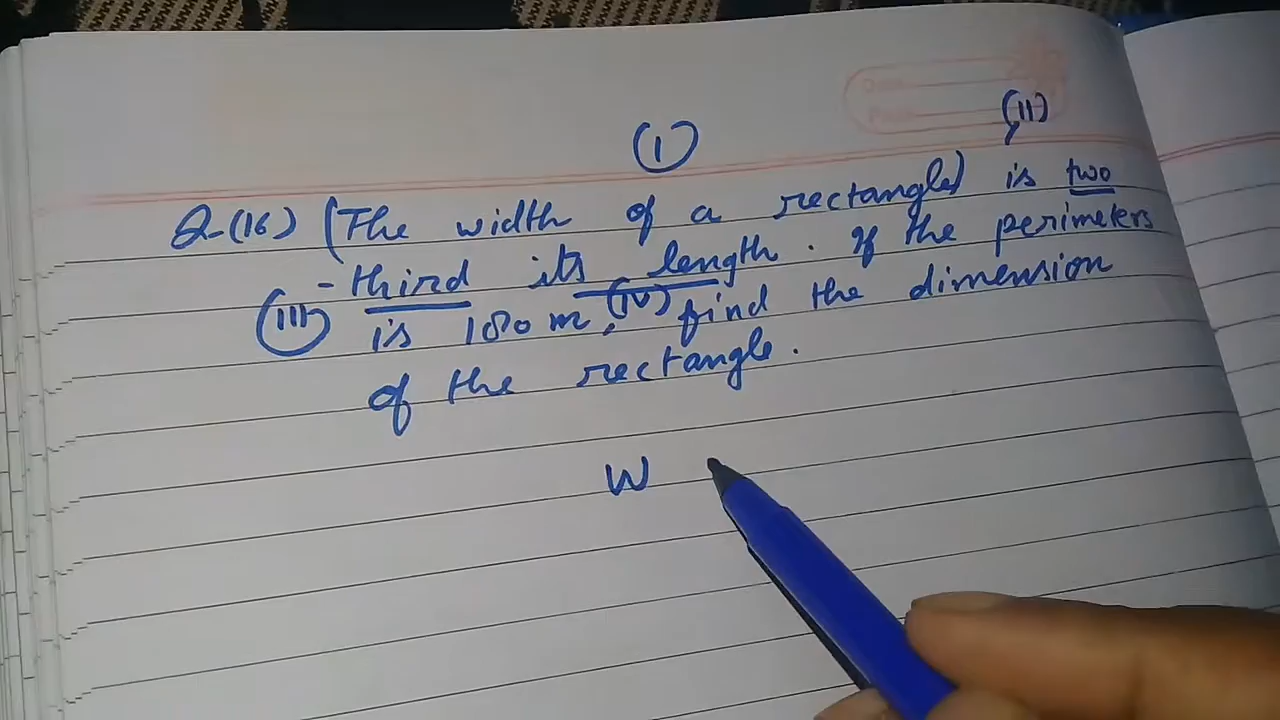 (I) (II)
Q-(16) (The width of a rectangle) is two
-third its length. If the perimeters
(III) is 180 m, (IV) find the dimension
of the rectangle.
W